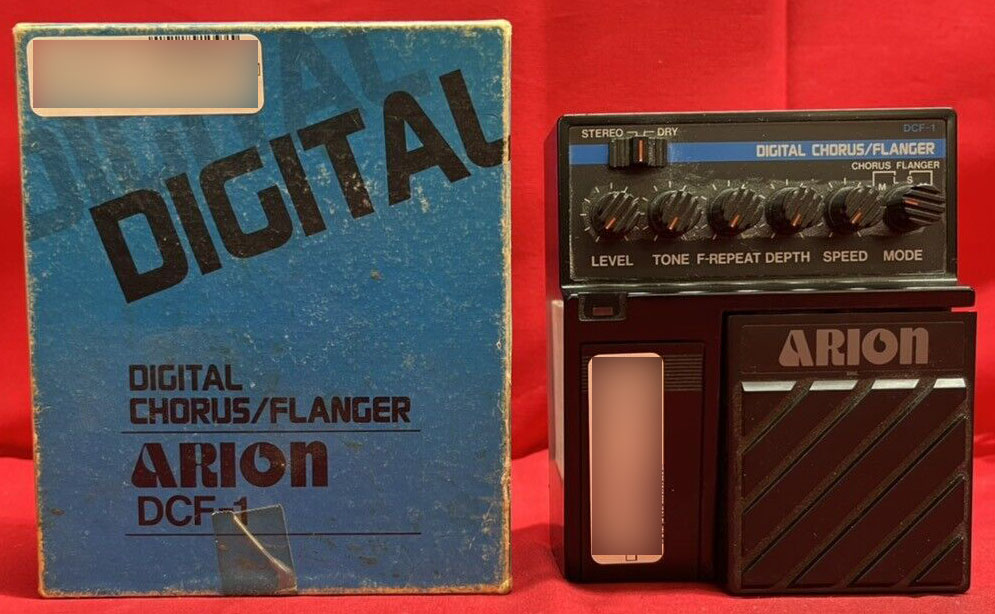 DIGITAL
DIGITAL
DIGITAL
CHORUS/FLANGER
ARION
DCF-1
STEREO DRY
DCF-1
DIGITAL CHORUS/FLANGER
CHORUS FLANGER
M S
LEVEL TONE F-REPEAT DEPTH SPEED MODE
ARION